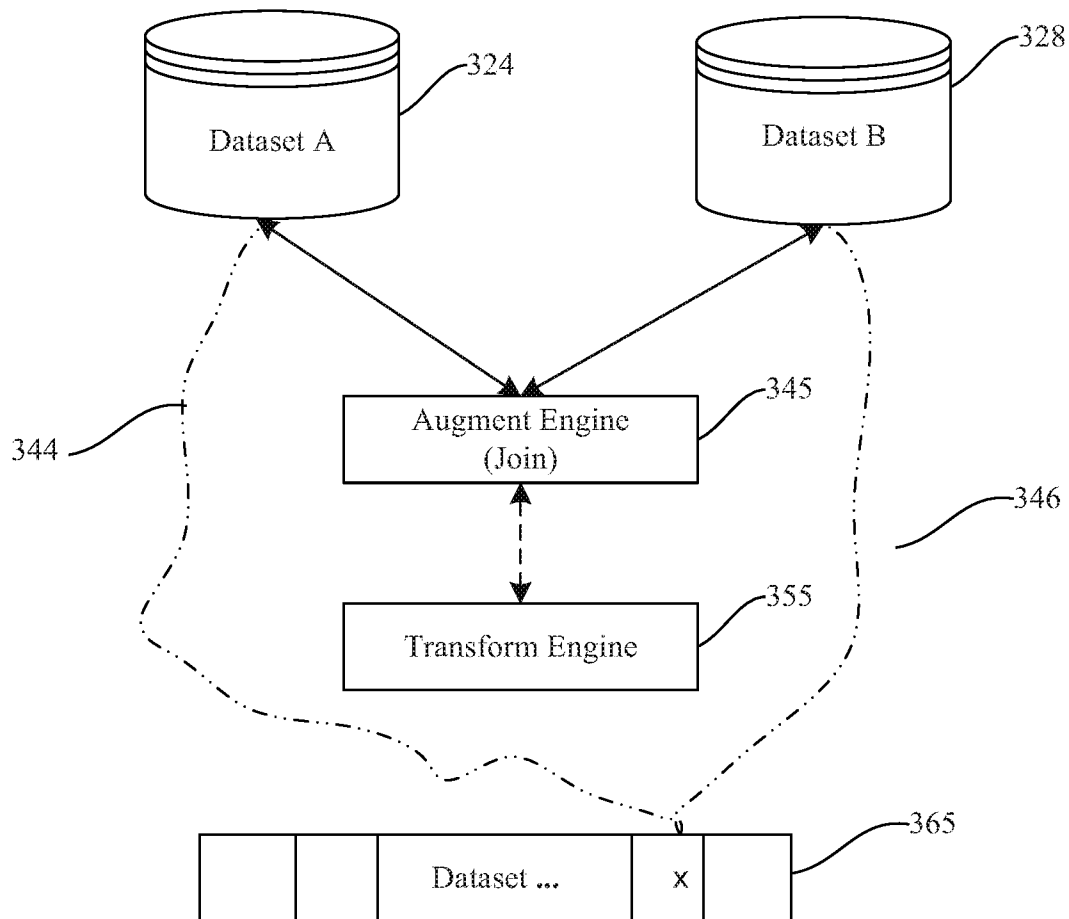 324
328
Dataset A
Dataset B
345
Augment Engine
(Join)
344
346
355
Transform Engine
365
Dataset ...
x